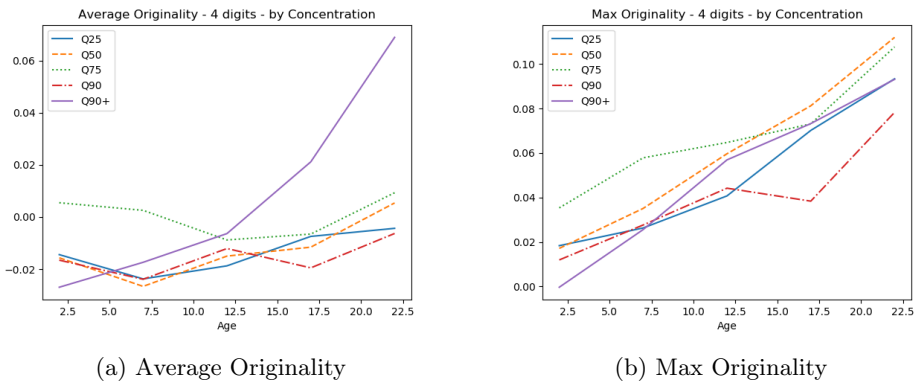 Average Originality - 4 digits - by Concentration
Q25
Q50
Q75
Q90
Q90+
0.06
0.04
0.02
0.00
−0.02
2.5 5.0 7.5 10.0 12.5 15.0 17.5 20.0 22.5
Age
(a) Average Originality
Max Originality - 4 digits - by Concentration
Q25
Q50
Q75
Q90
Q90+
0.10
0.08
0.06
0.04
0.02
0.00
2.5 5.0 7.5 10.0 12.5 15.0 17.5 20.0 22.5
Age
(b) Max Originality